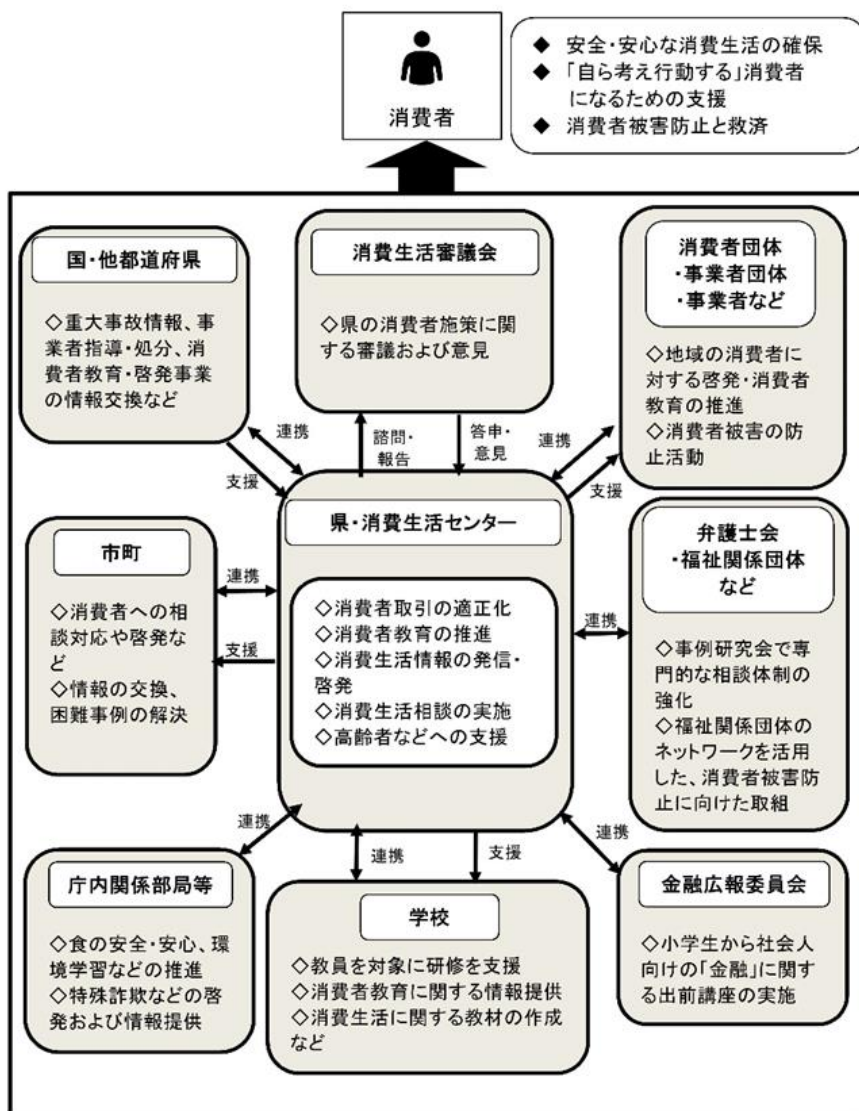 消費者
◆ 安全・安心な消費生活の確保
◆ 「自ら考え行動する」消費者
になるための支援
◆ 消費者被害防止と救済
国・他都道府県
◇重大事故情報、事
業者指導・処分、消
費者教育・啓発事業
の情報交換など
消費生活審議会
◇県の消費者施策に関
する審議および意見
消費者団体
・事業者団体
・事業者など
◇地域の消費者に
対する啓発・消費者
教育の推進
◇消費者被害の防
止活動
連携
支援
諮問・
報告
答申・
意見
連携
支援
県・消費生活センター
◇消費者取引の適正化
◇消費者教育の推進
◇消費生活情報の発信・
啓発
◇消費生活相談の実施
◇高齢者などへの支援
市町
◇消費者への相
談対応や啓発な
ど
◇情報の交換、
困難事例の解決
連携
支援
連携
弁護士会
・福祉関係団体
など
◇事例研究会で専
門的な相談体制の
強化
◇福祉関係団体の
ネットワークを活用
した、消費者被害防
止に向けた取組
連携
連携
支援
連携
庁内関係部局等
◇食の安全・安心、環
境学習などの推進
◇特殊詐欺などの啓
発および情報提供
学校
◇教員を対象に研修を支援
◇消費者教育に関する情報提供
◇消費生活に関する教材の作成
など
金融広報委員会
◇小学生から社会人
向けの「金融」に関す
る出前講座の実施